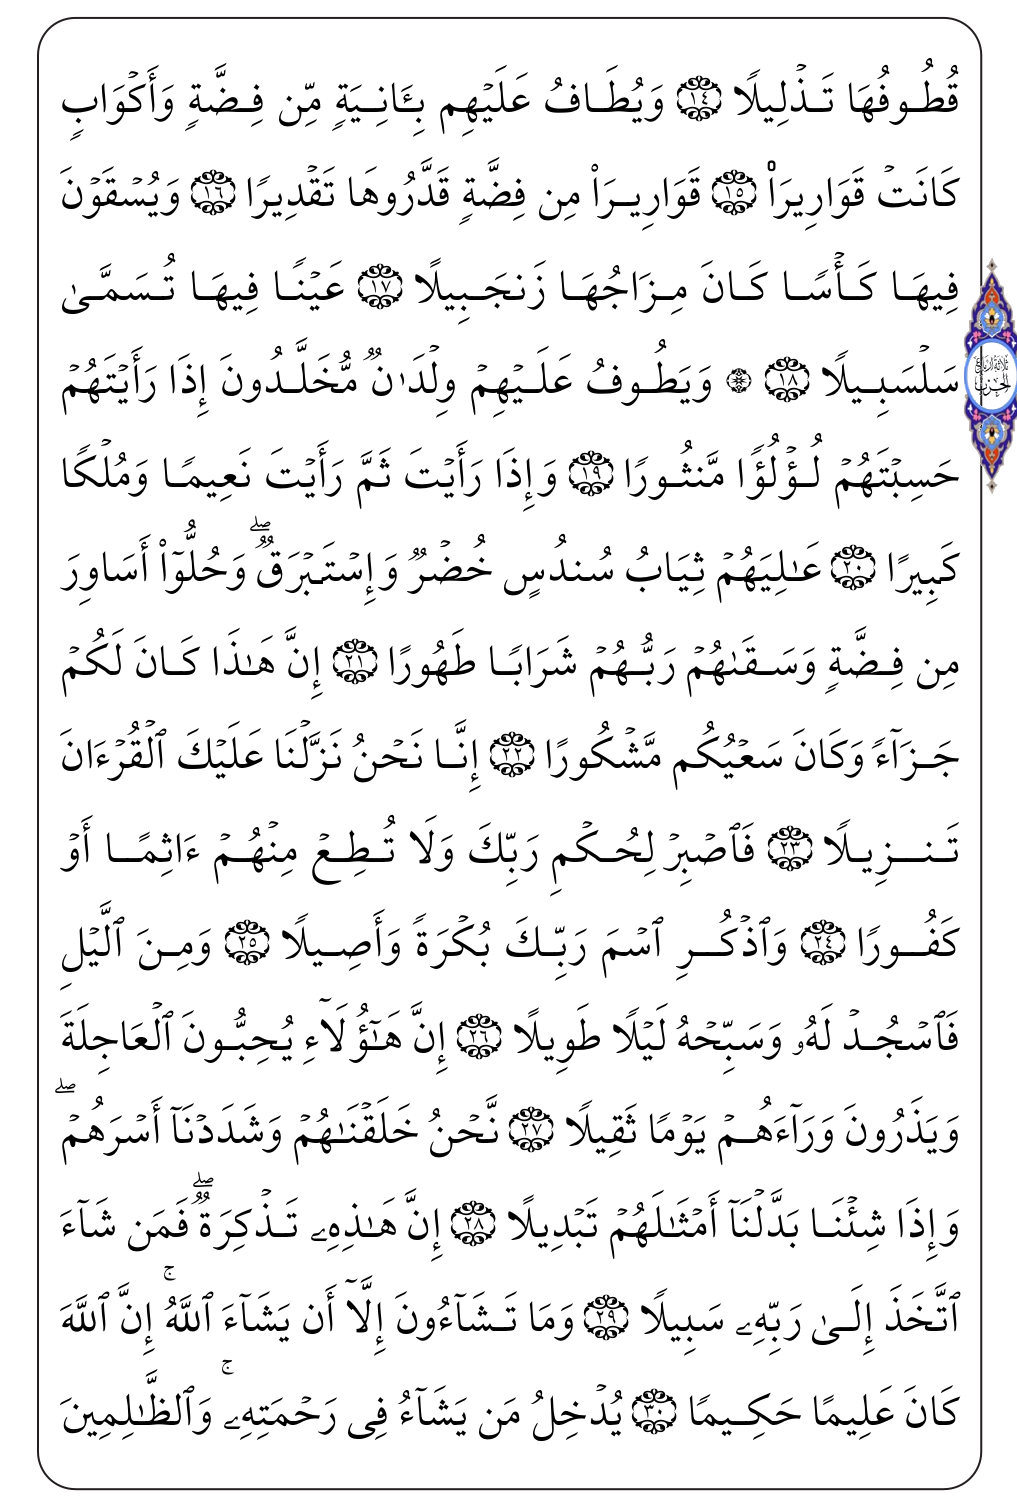 قُطُوفُهَا تَذۡلِيلٗا ١٤ وَيُطَافُ عَلَيۡهِم بِـَٔانِيَةٖ مِّن فِضَّةٖ وَأَكۡوَابٖ
كَانَتۡ قَوَارِيرَا۠ ١٥ قَوَارِيرَاْ مِن فِضَّةٖ قَدَّرُوهَا تَقۡدِيرٗا ١٦ وَيُسۡقَوۡنَ
فِيهَا كَأۡسٗا كَانَ مِزَاجُهَا زَنجَبِيلًا ١٧ عَيۡنٗا فِيهَا تُسَمَّىٰ
سَلۡسَبِيلٗا ١٨ ۞ وَيَطُوفُ عَلَيۡهِمۡ وِلۡدَٰنٞ مُّخَلَّدُونَ إِذَا رَأَيۡتَهُمۡ
حَسِبۡتَهُمۡ لُؤۡلُؤٗا مَّنثُورٗا ١٩ وَإِذَا رَأَيۡتَ ثَمَّ رَأَيۡتَ نَعِيمٗا وَمُلۡكٗا
كَبِيرًا ٢٠ عَٰلِيَهُمۡ ثِيَابُ سُندُسٍ خُضۡرٞ وَإِسۡتَبۡرَقٞۖ وَحُلُّوٓاْ أَسَاوِرَ
مِن فِضَّةٖ وَسَقَىٰهُمۡ رَبُّهُمۡ شَرَابٗا طَهُورًا ٢١ إِنَّ هَٰذَا كَانَ لَكُمۡ
جَزَآءٗ وَكَانَ سَعۡيُكُم مَّشۡكُورًا ٢٢ إِنَّا نَحۡنُ نَزَّلۡنَا عَلَيۡكَ ٱلۡقُرۡءَانَ
تَنزِيلٗا ٢٣ فَٱصۡبِرۡ لِحُكۡمِ رَبِّكَ وَلَا تُطِعۡ مِنۡهُمۡ ءَاثِمًا أَوۡ
كَفُورٗا ٢٤ وَٱذۡكُرِ ٱسۡمَ رَبِّكَ بُكۡرَةٗ وَأَصِيلٗا ٢٥ وَمِنَ ٱلَّيۡلِ
فَٱسۡجُدۡ لَهُۥ وَسَبِّحۡهُ لَيۡلٗا طَوِيلًا ٢٦ إِنَّ هَٰٓؤُلَآءِ يُحِبُّونَ ٱلۡعَاجِلَةَ
وَيَذَرُونَ وَرَآءَهُمۡ يَوۡمٗا ثَقِيلٗا ٢٧ نَّحۡنُ خَلَقۡنَٰهُمۡ وَشَدَدۡنَآ أَسۡرَهُمۡۖ
وَإِذَا شِئۡنَا بَدَّلۡنَآ أَمۡثَٰلَهُمۡ تَبۡدِيلًا ٢٨ إِنَّ هَٰذِهِۦ تَذۡكِرَةٞۖ فَمَن شَآءَ
ٱتَّخَذَ إِلَىٰ رَبِّهِۦ سَبِيلٗا ٢٩ وَمَا تَشَآءُونَ إِلَّآ أَن يَشَآءَ ٱللَّهُۚ إِنَّ ٱللَّهَ
كَانَ عَلِيمًا حَكِيمٗا ٣٠ يُدۡخِلُ مَن يَشَآءُ فِي رَحۡمَتِهِۦۚ وَٱلظَّٰلِمِينَ
ثلاثة أرباع
الحزب